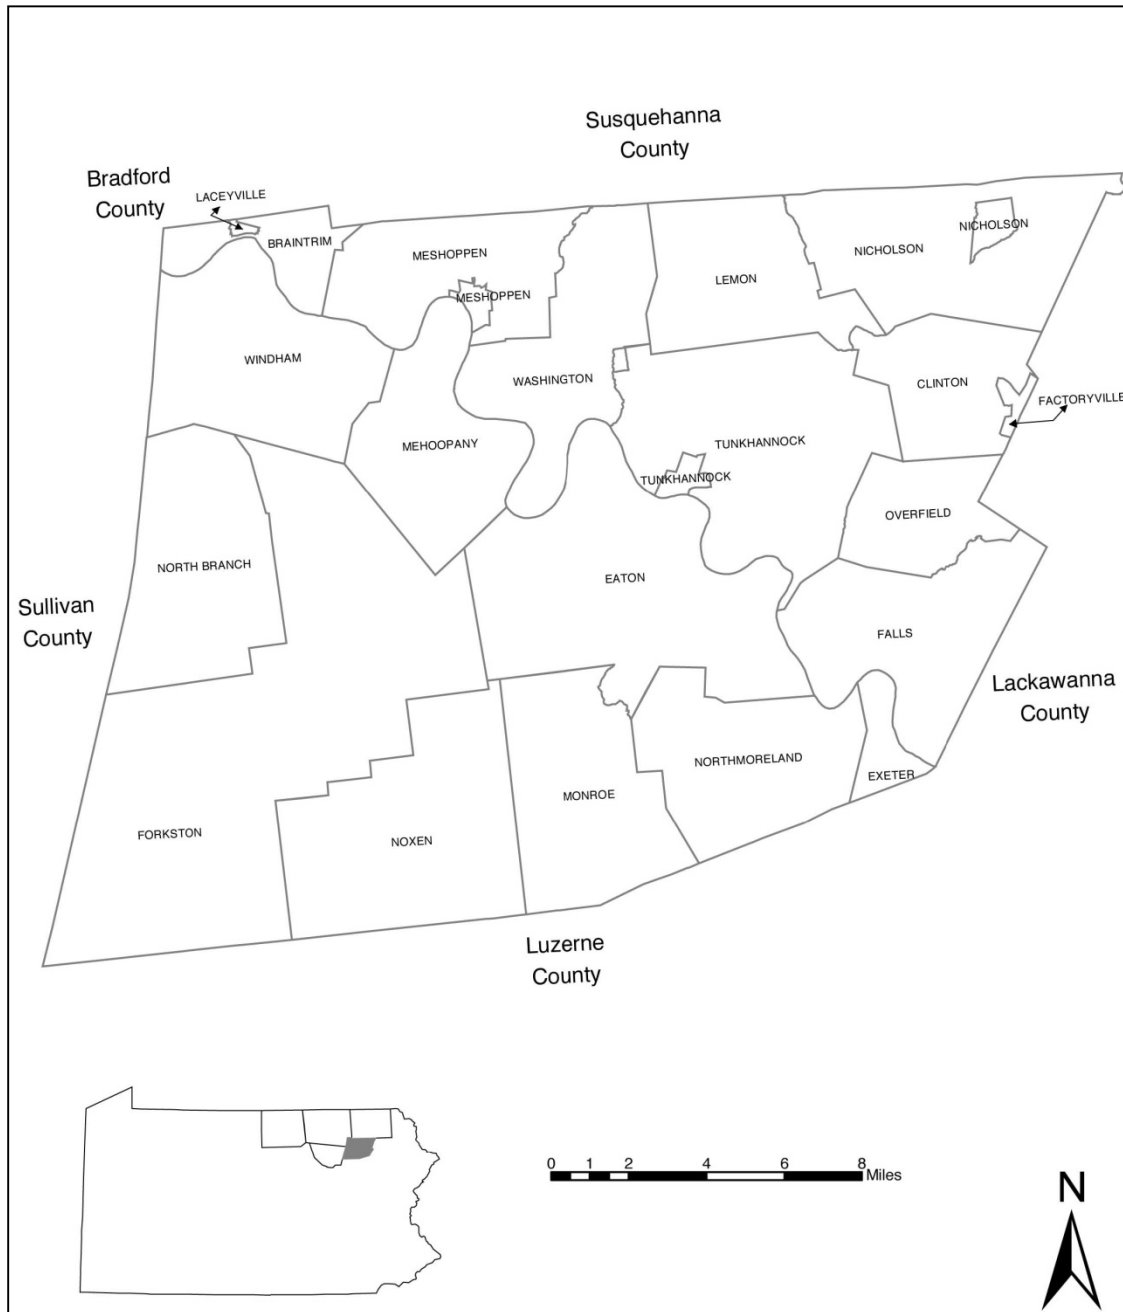 Susquehanna
County
Bradford
County
LACEYVILLE
BRAINTRIM
MESHOPPEN
NICHOLSON
NICHOLSON
LEMON
MESHOPPEN
WINDHAM
WASHINGTON
CLINTON
FACTORYVILLE
MEHOOPANY
TUNKHANNOCK
TUNKHANNOCK
OVERFIELD
NORTH BRANCH
EATON
Sullivan
County
FALLS
Lackawanna
County
NORTHMORELAND
EXETER
MONROE
FORKSTON
NOXEN
Luzerne
County
0 1 2 4 6 8
Miles
N